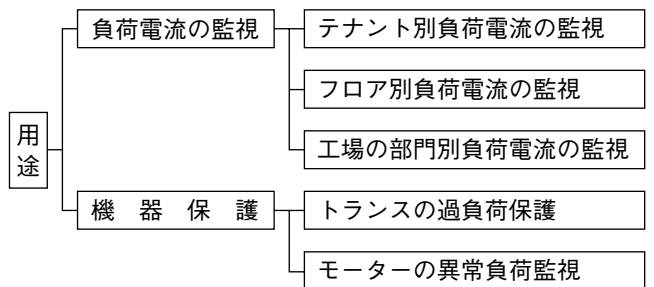 用途
負荷電流の監視
テナント別負荷電流の監視
フロア別負荷電流の監視
工場の部門別負荷電流の監視
機器保護
トランスの過負荷保護
モーターの異常負荷監視